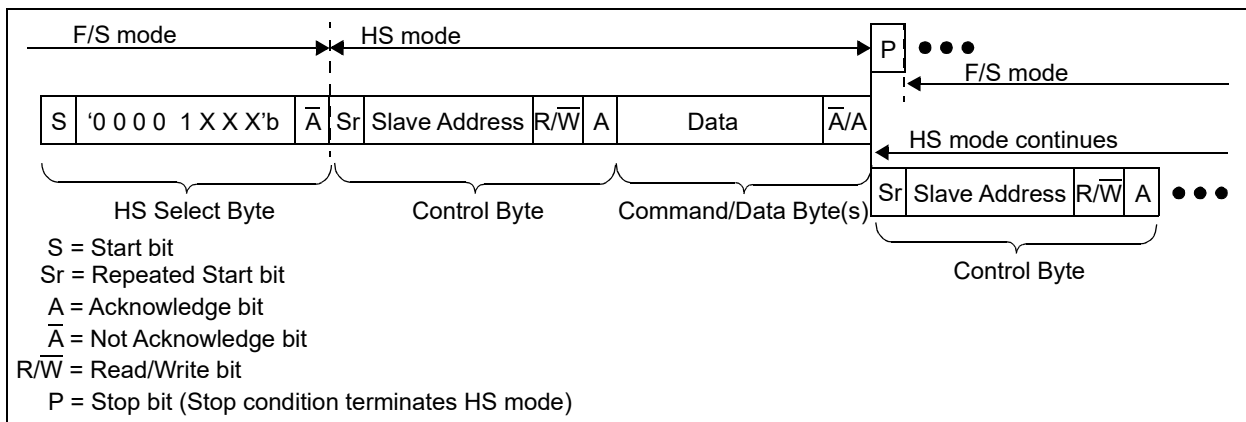 F/S mode
HS mode
P
F/S mode
S '0 0 0 0 1 X X X'b A̅ Sr Slave Address R/W̅ A Data A̅/A
HS mode continues
Sr Slave Address R/W̅ A
HS Select Byte
Control Byte
Command/Data Byte(s)
Control Byte
S = Start bit
Sr = Repeated Start bit
A = Acknowledge bit
A̅ = Not Acknowledge bit
R/W̅ = Read/Write bit
P = Stop bit (Stop condition terminates HS mode)